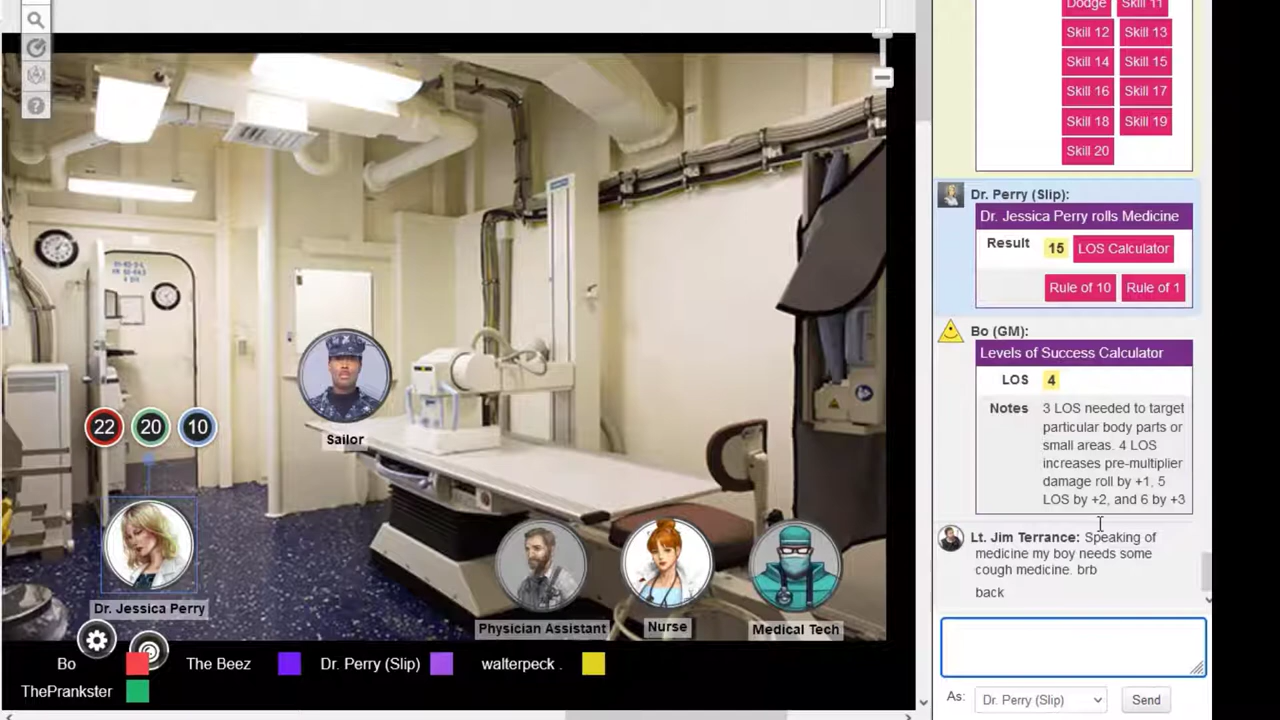 22 20 10
Dr. Jessica Perry
Sailor
Physician Assistant
Nurse
Medical Tech
Bo
The Beez
Dr. Perry (Slip)
walterpeck .
ThePrankster
Dodge Skill 11
Skill 12 Skill 13
Skill 14 Skill 15
Skill 16 Skill 17
Skill 18 Skill 19
Skill 20
Dr. Perry (Slip):
Dr. Jessica Perry rolls Medicine
Result 15 LOS Calculator
Rule of 10 Rule of 1
Bo (GM):
Levels of Success Calculator
LOS 4
Notes 3 LOS needed to target
particular body parts or
small areas. 4 LOS
increases pre-multiplier
damage roll by +1, 5
LOS by +2, and 6 by +3
Lt. Jim Terrance: Speaking of
medicine my boy needs some
cough medicine. brb
back
As: Dr. Perry (Slip) Send